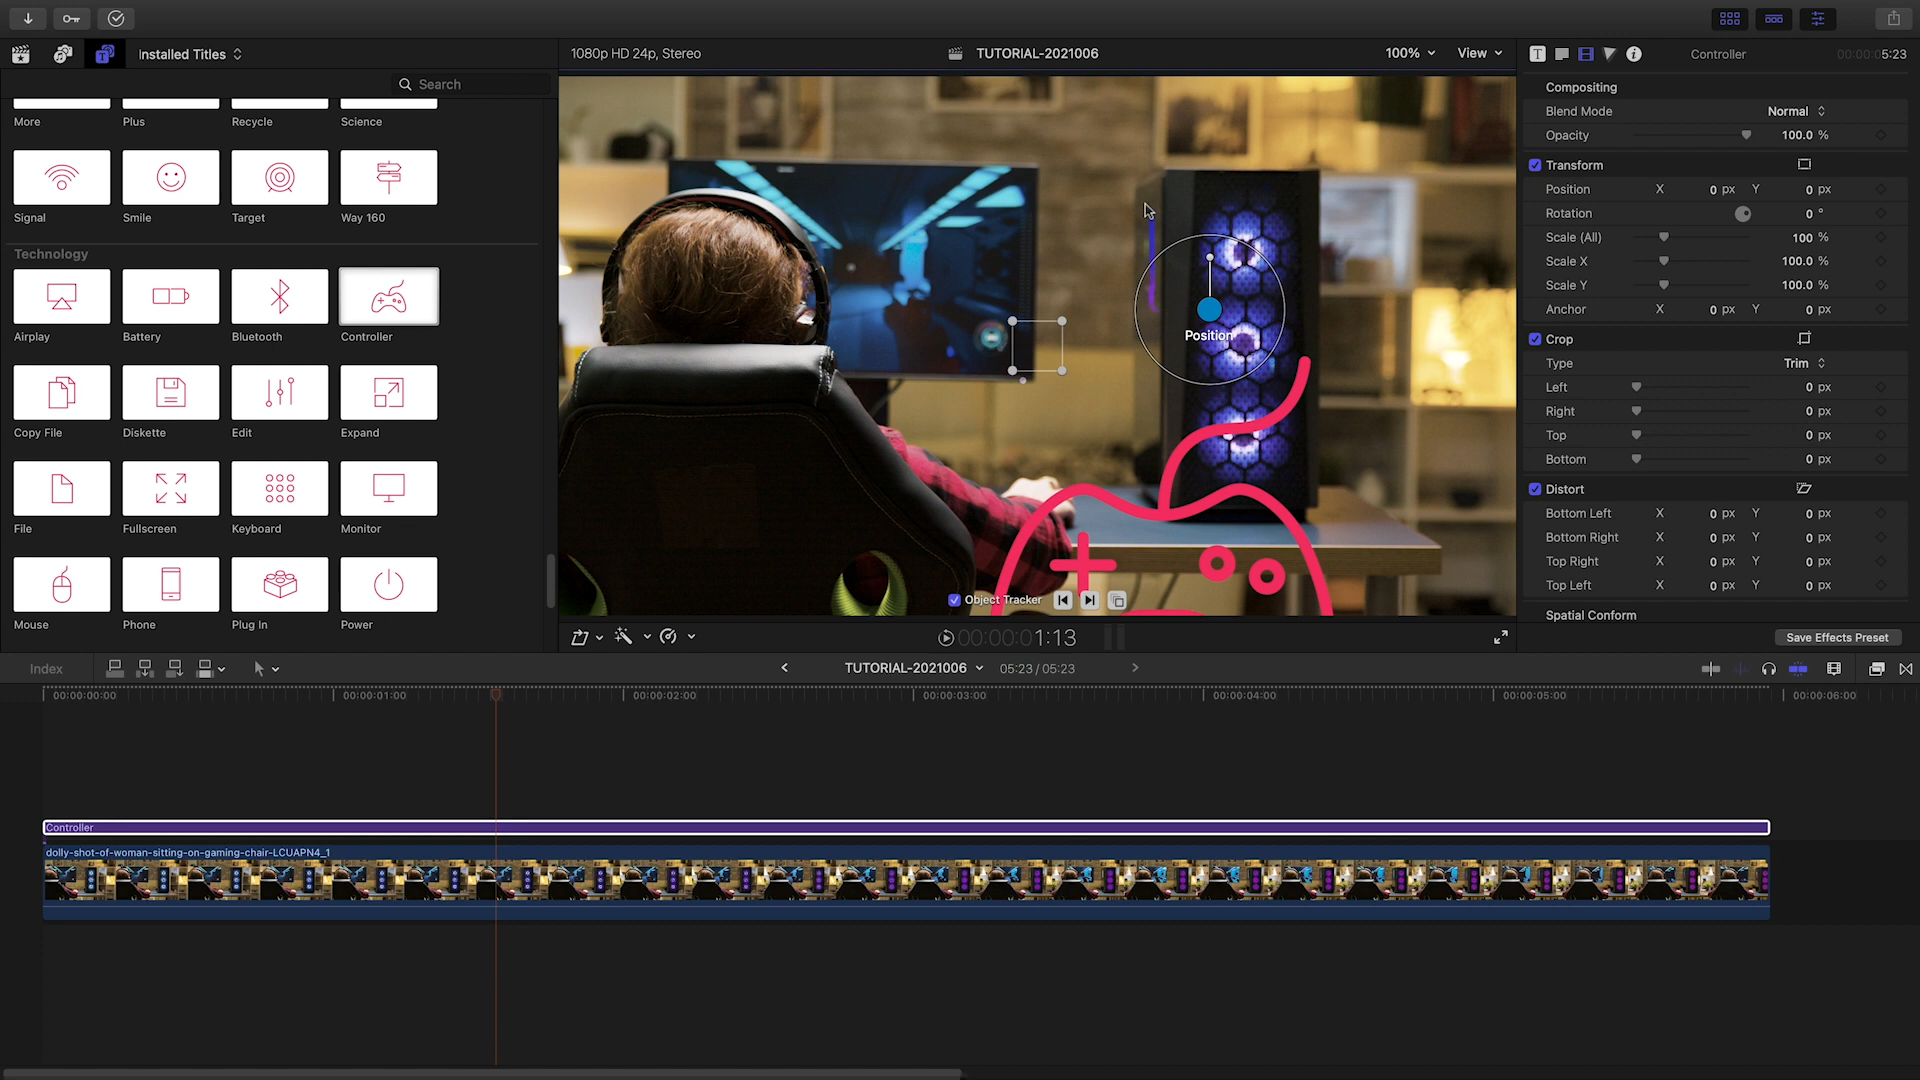 Installed Titles
Search
More
Plus
Recycle
Science
Signal
Smile
Target
Way 160
Technology
Airplay
Battery
Bluetooth
Controller
Copy File
Diskette
Edit
Expand
File
Fullscreen
Keyboard
Monitor
Mouse
Phone
Plug In
Power
1080p HD 24p, Stereo
TUTORIAL-2021006
100%
View
Position
Object Tracker
00:00:01:13
Controller
00:00:05:23
Compositing
Blend Mode Normal
Opacity 100.0 %
Transform
Position X 0 px Y 0 px
Rotation 0 °
Scale (All) 100 %
Scale X 100.0 %
Scale Y 100.0 %
Anchor X 0 px Y 0 px
Crop
Type Trim
Left 0 px
Right 0 px
Top 0 px
Bottom 0 px
Distort
Bottom Left X 0 px Y 0 px
Bottom Right X 0 px Y 0 px
Top Right X 0 px Y 0 px
Top Left X 0 px Y 0 px
Spatial Conform
Save Effects Preset
Index
TUTORIAL-2021006
05:23 / 05:23
00:00:00:00
00:00:01:00
00:00:02:00
00:00:03:00
00:00:04:00
00:00:05:00
00:00:06:00
Controller
dolly-shot-of-woman-sitting-on-gaming-chair-LCUAPN4_1